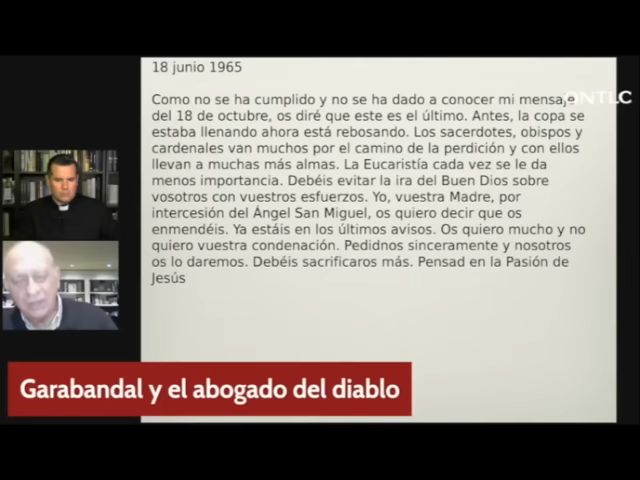 18 junio 1965
Como no se ha cumplido y no se ha dado a conocer mi mensaje
del 18 de octubre, os diré que este es el último. Antes, la copa se
estaba llenando ahora está rebosando. Los sacerdotes, obispos y
cardenales van muchos por el camino de la perdición y con ellos
llevan a muchas más almas. La Eucaristía cada vez se le da
menos importancia. Debéis evitar la ira del Buen Dios sobre
vosotros con vuestros esfuerzos. Yo, vuestra Madre, por
intercesión del Ángel San Miguel, os quiero decir que os
enmendéis. Ya estáis en los últimos avisos. Os quiero mucho y no
quiero vuestra condenación. Pedidnos sinceramente y nosotros
os lo daremos. Debéis sacrificaros más. Pensad en la Pasión de
Jesús
Garabandal y el abogado del diablo